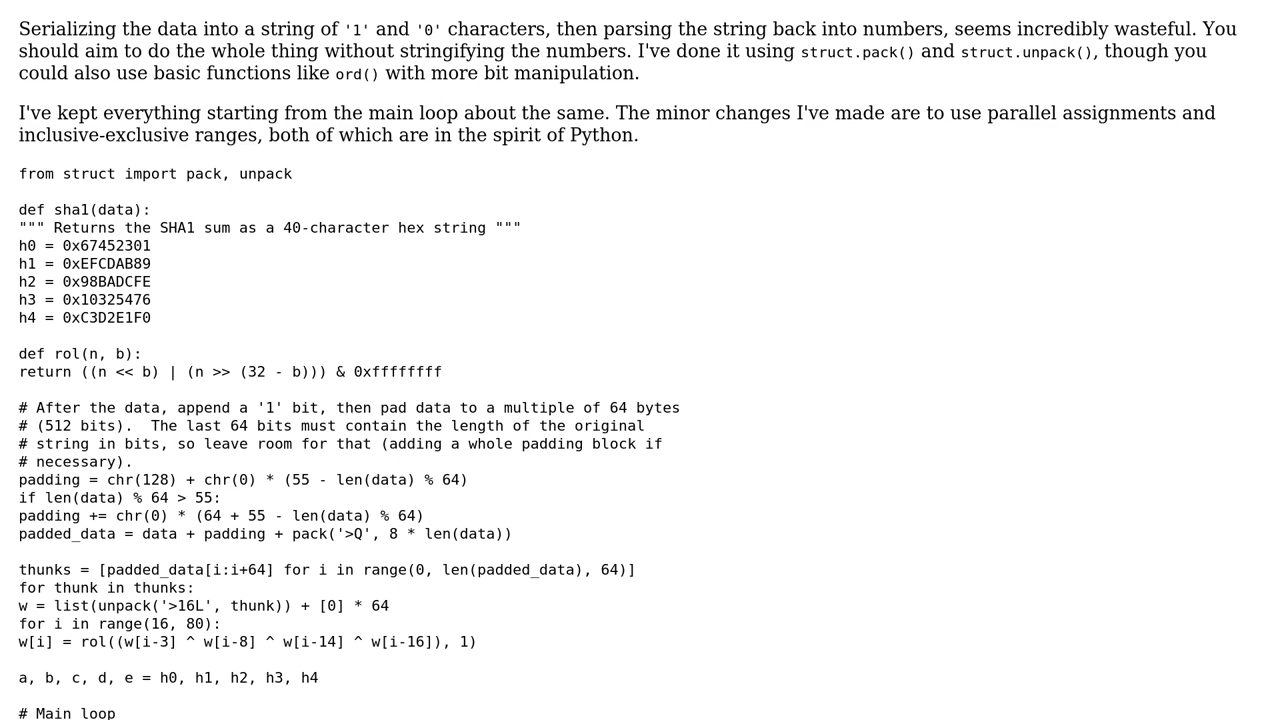 Serializing the data into a string of '1' and '0' characters, then parsing the string back into numbers, seems incredibly wasteful. You
should aim to do the whole thing without stringifying the numbers. I've done it using struct.pack() and struct.unpack(), though you
could also use basic functions like ord() with more bit manipulation.
I've kept everything starting from the main loop about the same. The minor changes I've made are to use parallel assignments and
inclusive-exclusive ranges, both of which are in the spirit of Python.
from struct import pack, unpack
def sha1(data):
""" Returns the SHA1 sum as a 40-character hex string """
h0 = 0x67452301
h1 = 0xEFCDAB89
h2 = 0x98BADCFE
h3 = 0x10325476
h4 = 0xC3D2E1F0
def rol(n, b):
return ((n << b) | (n >> (32 - b))) & 0xffffffff
# After the data, append a '1' bit, then pad data to a multiple of 64 bytes
# (512 bits).  The last 64 bits must contain the length of the original
# string in bits, so leave room for that (adding a whole padding block if
# necessary).
padding = chr(128) + chr(0) * (55 - len(data) % 64)
if len(data) % 64 > 55:
padding += chr(0) * (64 + 55 - len(data) % 64)
padded_data = data + padding + pack('>Q', 8 * len(data))
thunks = [padded_data[i:i+64] for i in range(0, len(padded_data), 64)]
for thunk in thunks:
w = list(unpack('>16L', thunk)) + [0] * 64
for i in range(16, 80):
w[i] = rol((w[i-3] ^ w[i-8] ^ w[i-14] ^ w[i-16]), 1)
a, b, c, d, e = h0, h1, h2, h3, h4
# Main loop